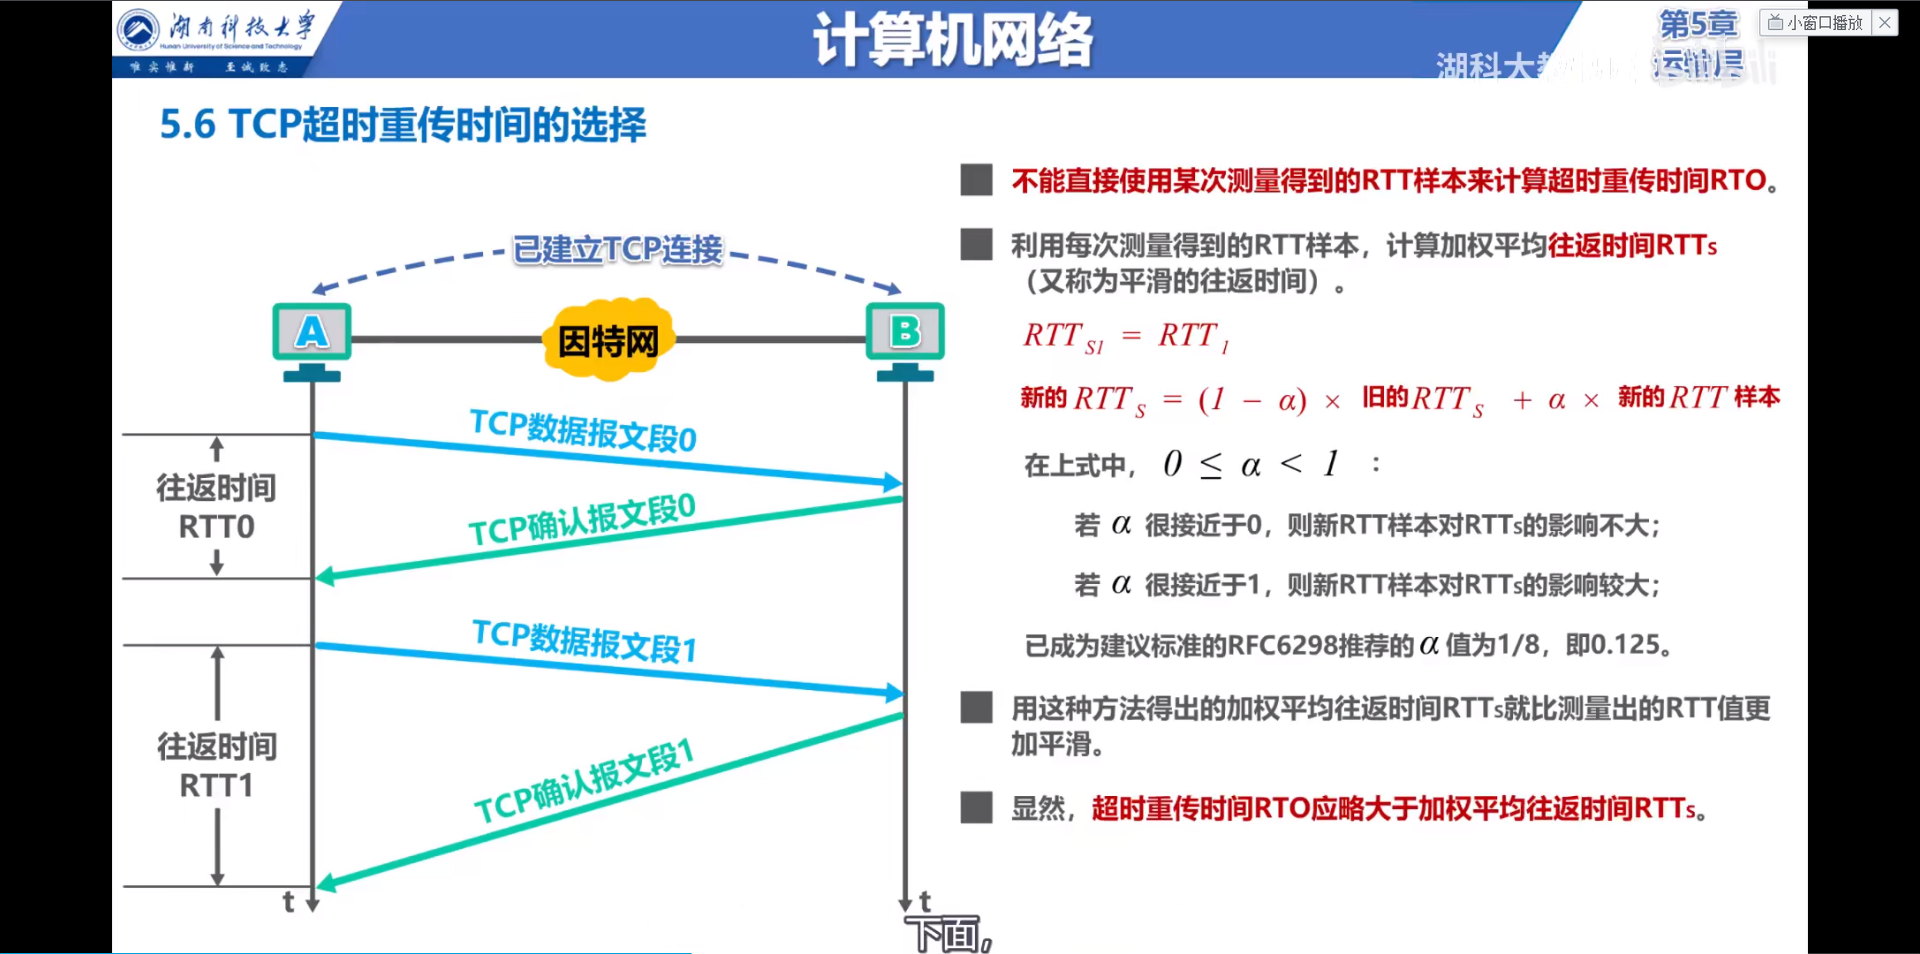 湖南科技大学
Hunan University of Science and Technology
唯实惟新 至诚致志
计算机网络
第5章
运输层
小窗口播放
湖科大教
5.6 TCP超时重传时间的选择
已建立TCP连接
A
因特网
B
TCP数据报文段0
往返时间
RTT0
TCP确认报文段0
TCP数据报文段1
往返时间
RTT1
TCP确认报文段1
t
t
不能直接使用某次测量得到的RTT样本来计算超时重传时间RTO。
利用每次测量得到的RTT样本，计算加权平均往返时间RTTs
（又称为平滑的往返时间）。
RTT S1 = RTT 1
新的 RTT S = (1 − α) × 旧的 RTT S + α × 新的 RTT 样本
在上式中， 0 ≤ α < 1 ：
若 α 很接近于0，则新RTT样本对RTTs的影响不大；
若 α 很接近于1，则新RTT样本对RTTs的影响较大；
已成为建议标准的RFC6298推荐的 α 值为1/8，即0.125。
用这种方法得出的加权平均往返时间RTTs就比测量出的RTT值更
加平滑。
显然，超时重传时间RTO应略大于加权平均往返时间RTTs。
下面，